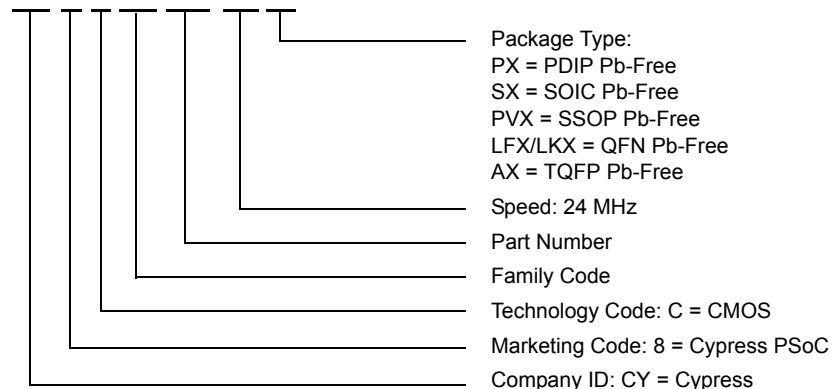 Package Type:
PX = PDIP Pb-Free
SX = SOIC Pb-Free
PVX = SSOP Pb-Free
LFX/LKX = QFN Pb-Free
AX = TQFP Pb-Free
Speed: 24 MHz
Part Number
Family Code
Technology Code: C = CMOS
Marketing Code: 8 = Cypress PSoC
Company ID: CY = Cypress